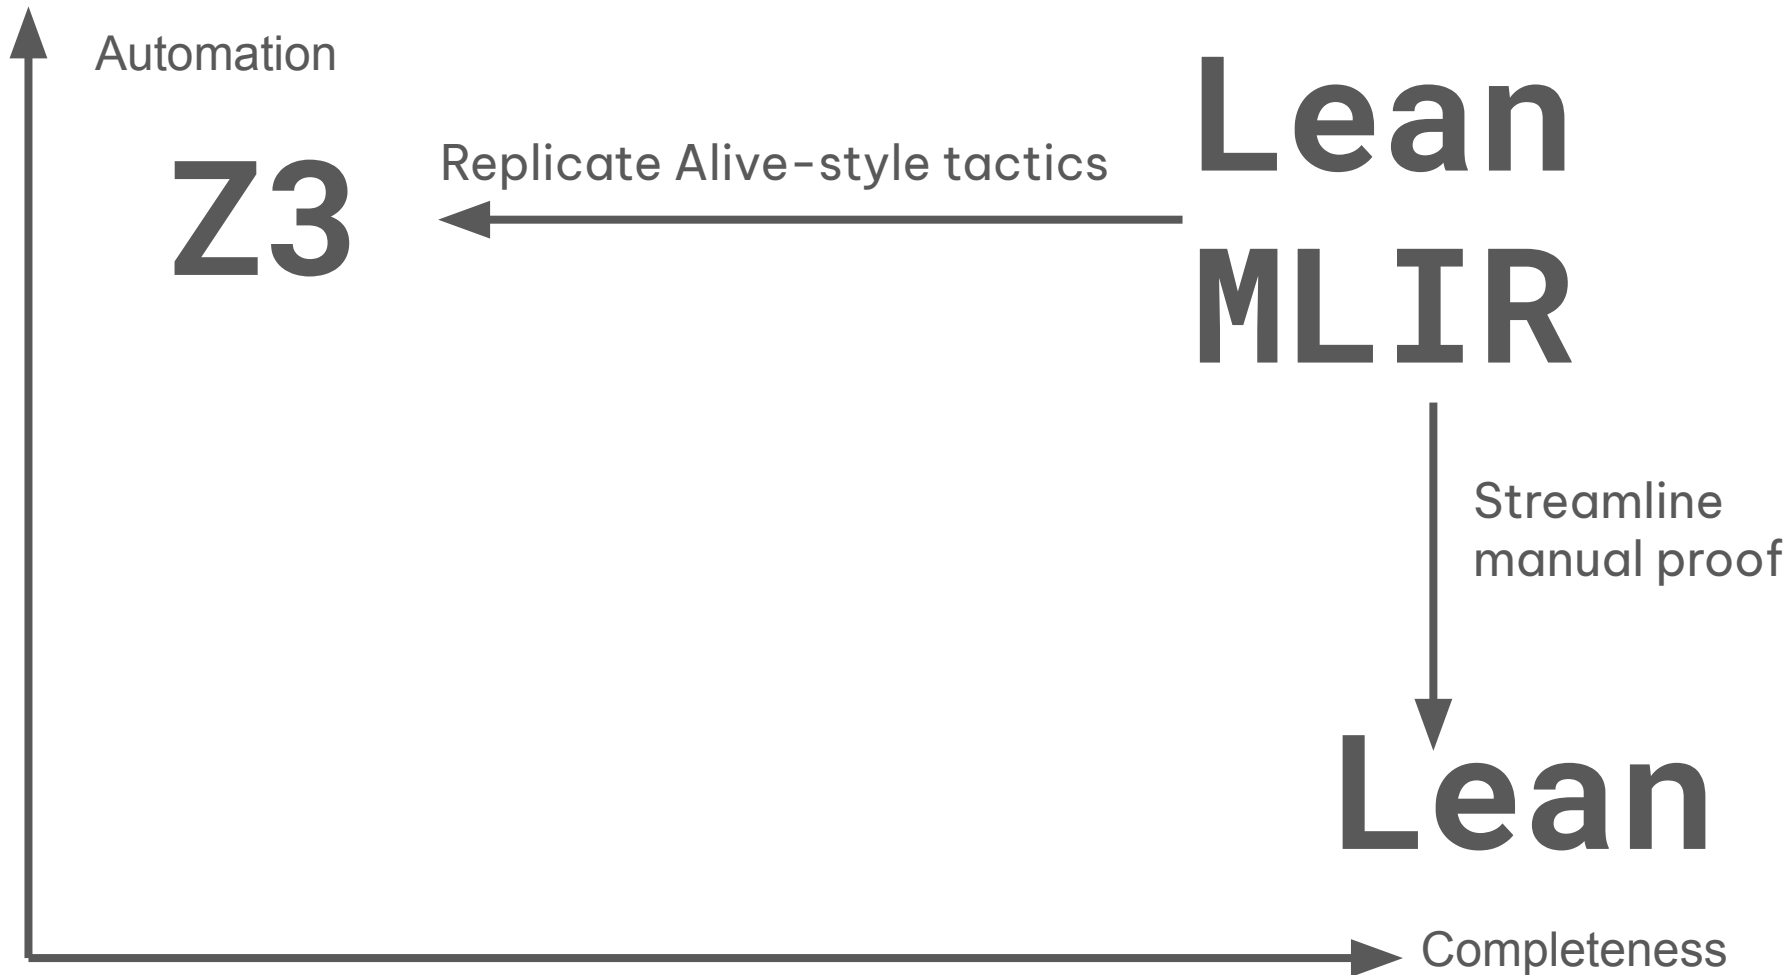 Automation
Z3
Replicate Alive-style tactics
Lean
MLIR
Streamline
manual proof
Lean
Completeness